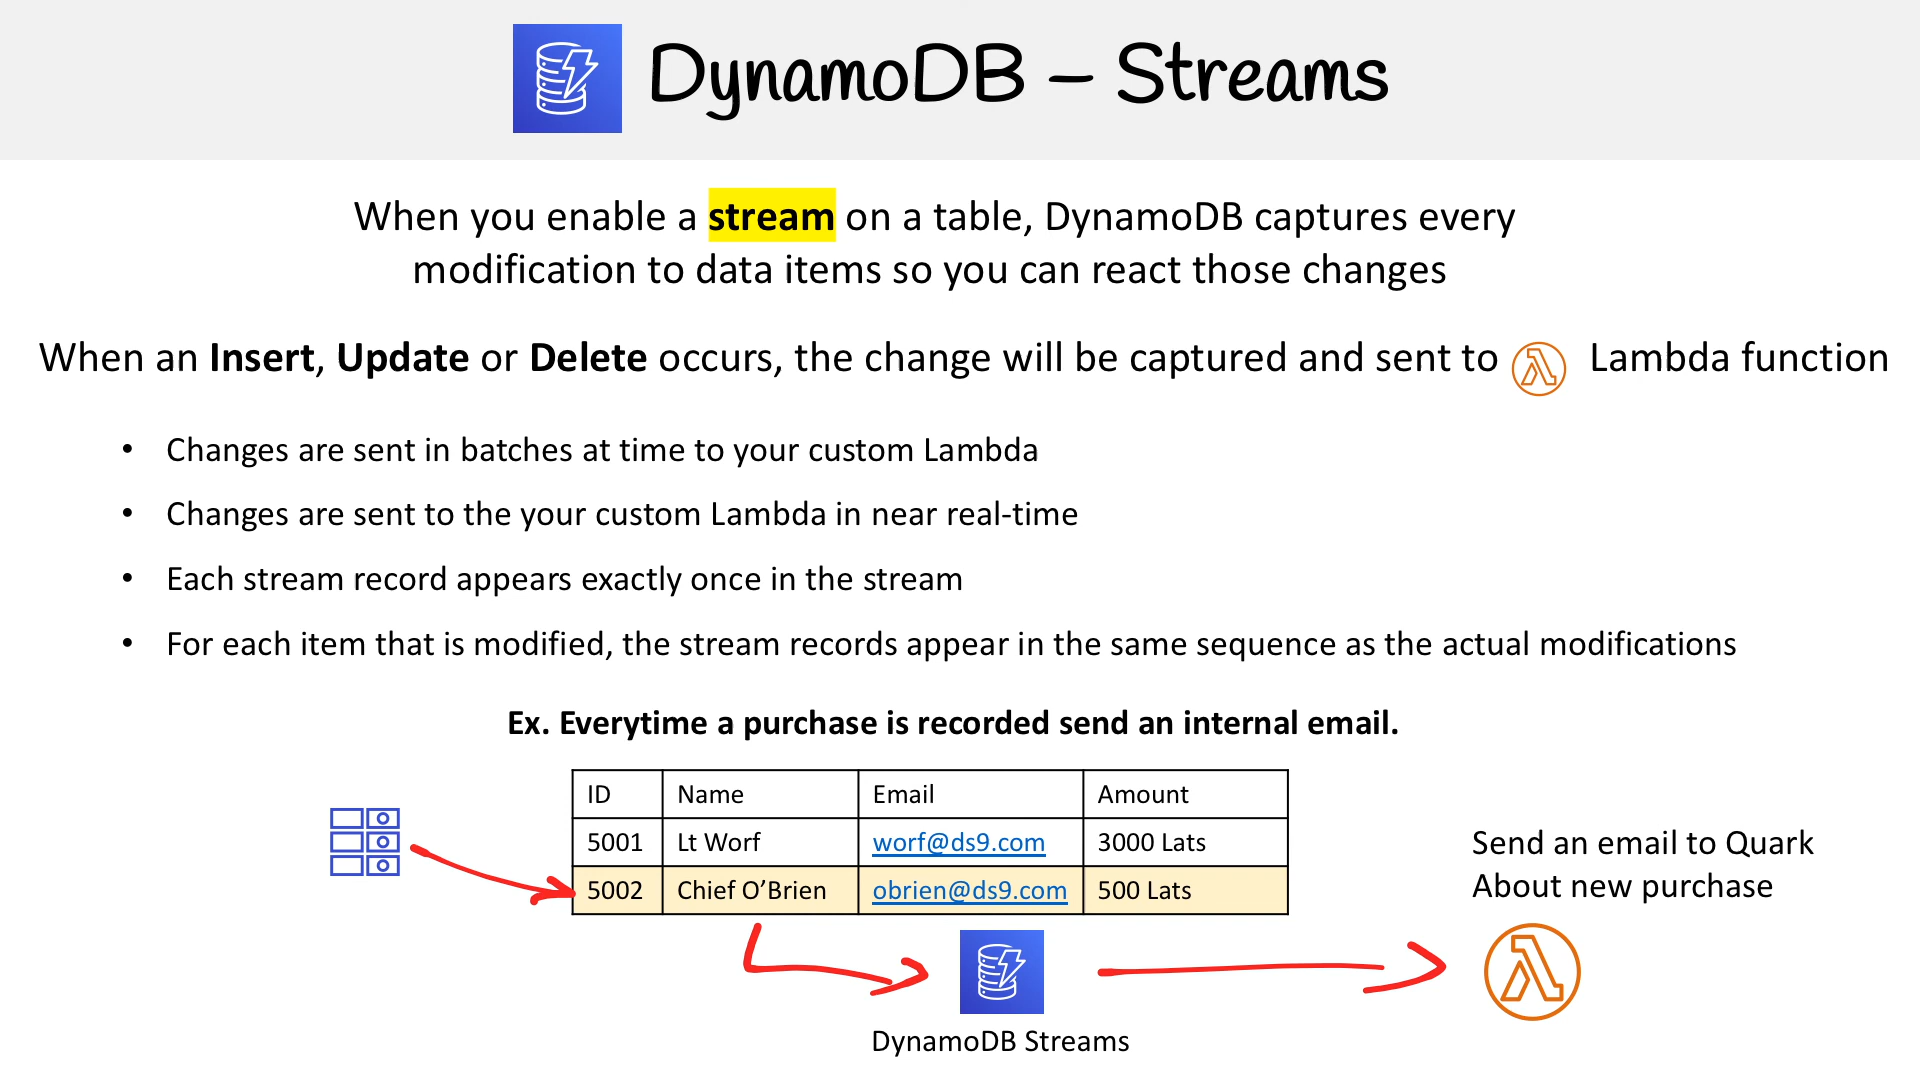 DynamoDB – Streams
When you enable a stream on a table, DynamoDB captures every
modification to data items so you can react those changes
When an Insert, Update or Delete occurs, the change will be captured and sent to Lambda function
• Changes are sent in batches at time to your custom Lambda
• Changes are sent to the your custom Lambda in near real-time
• Each stream record appears exactly once in the stream
• For each item that is modified, the stream records appear in the same sequence as the actual modifications
Ex. Everytime a purchase is recorded send an internal email.
ID Name Email Amount
5001 Lt Worf worf@ds9.com 3000 Lats
5002 Chief O’Brien obrien@ds9.com 500 Lats
Send an email to Quark
About new purchase
DynamoDB Streams